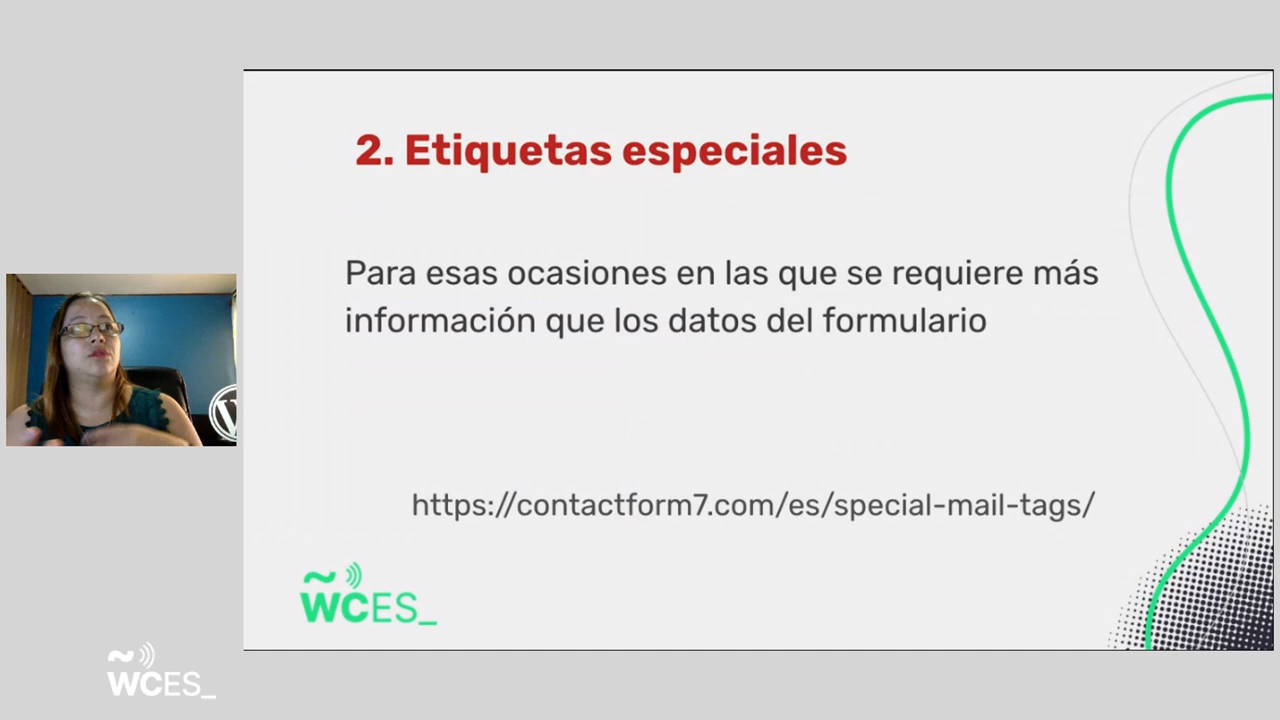 2. Etiquetas especiales
Para esas ocasiones en las que se requiere más
información que los datos del formulario
https://contactform7.com/es/special-mail-tags/
~
WCES_
~
WCES_
W